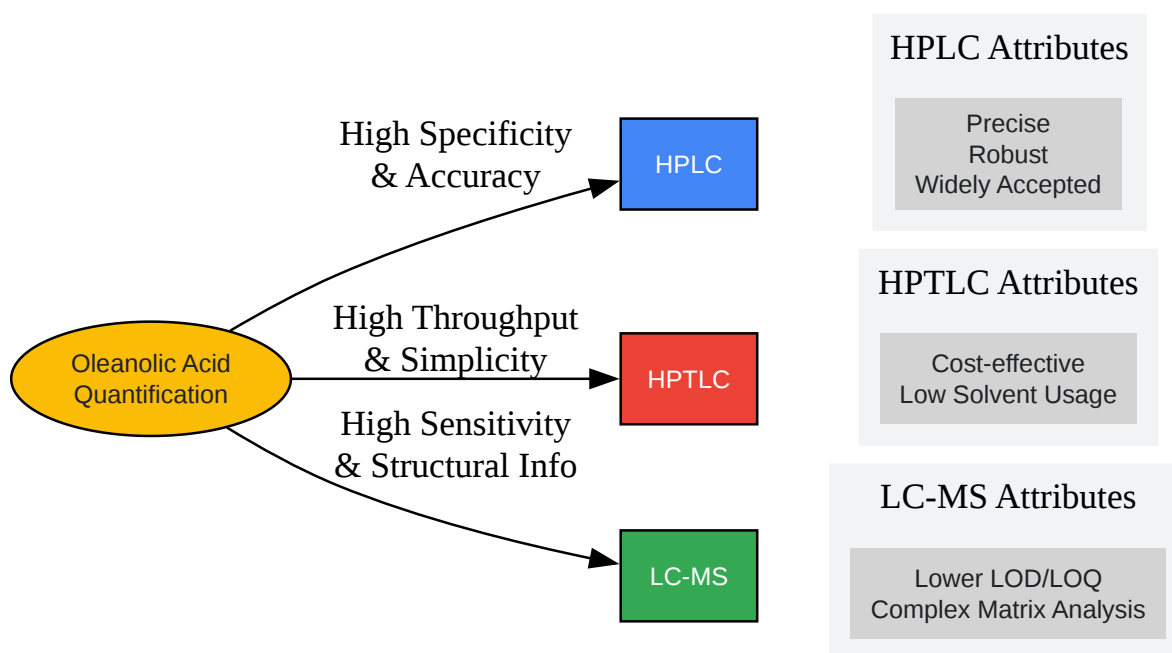 High Specificity
& Accuracy
High Throughput
& Simplicity
High Sensitivity
& Structural Info
Oleanolic Acid
Quantification
HPLC
HPTLC
LC-MS
HPLC Attributes
Precise
Robust
Widely Accepted
HPTLC Attributes
Cost-effective
Low Solvent Usage
LC-MS Attributes
Lower LOD/LOQ
Complex Matrix Analysis